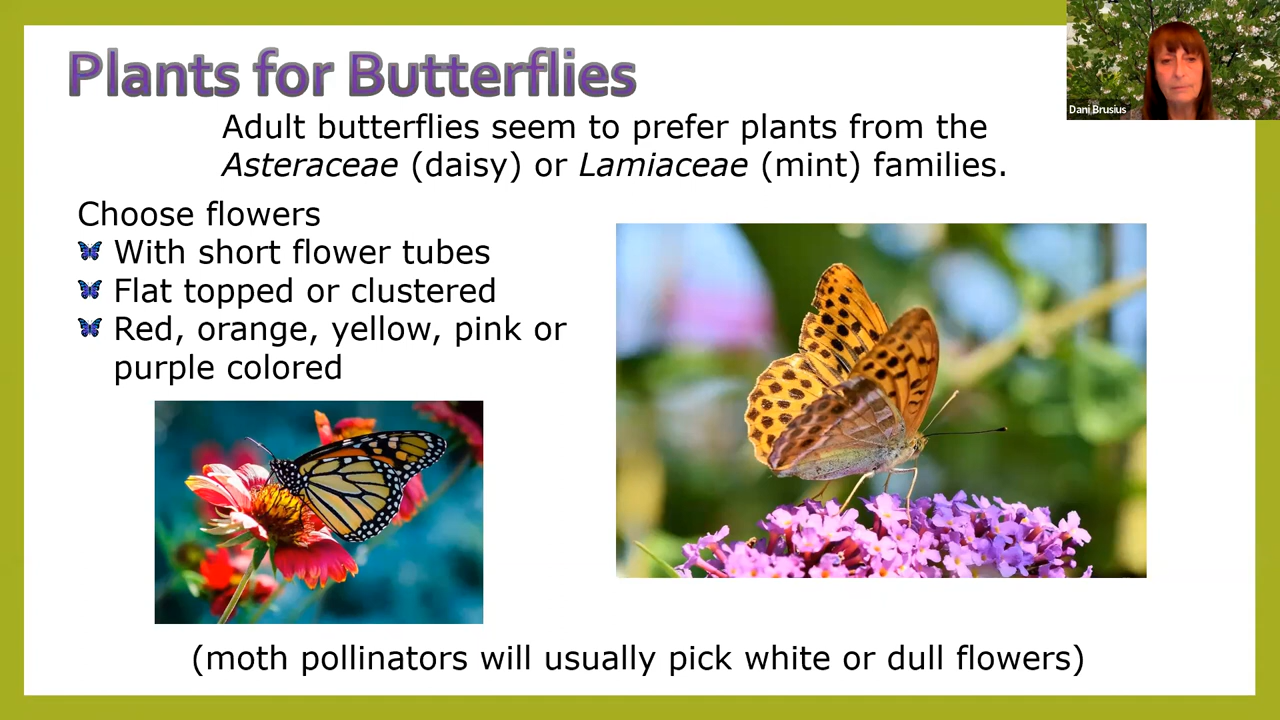 Plants for Butterflies
Dani Brusius
Adult butterflies seem to prefer plants from the
Asteraceae (daisy) or Lamiaceae (mint) families.
Choose flowers
With short flower tubes
Flat topped or clustered
Red, orange, yellow, pink or
purple colored
(moth pollinators will usually pick white or dull flowers)